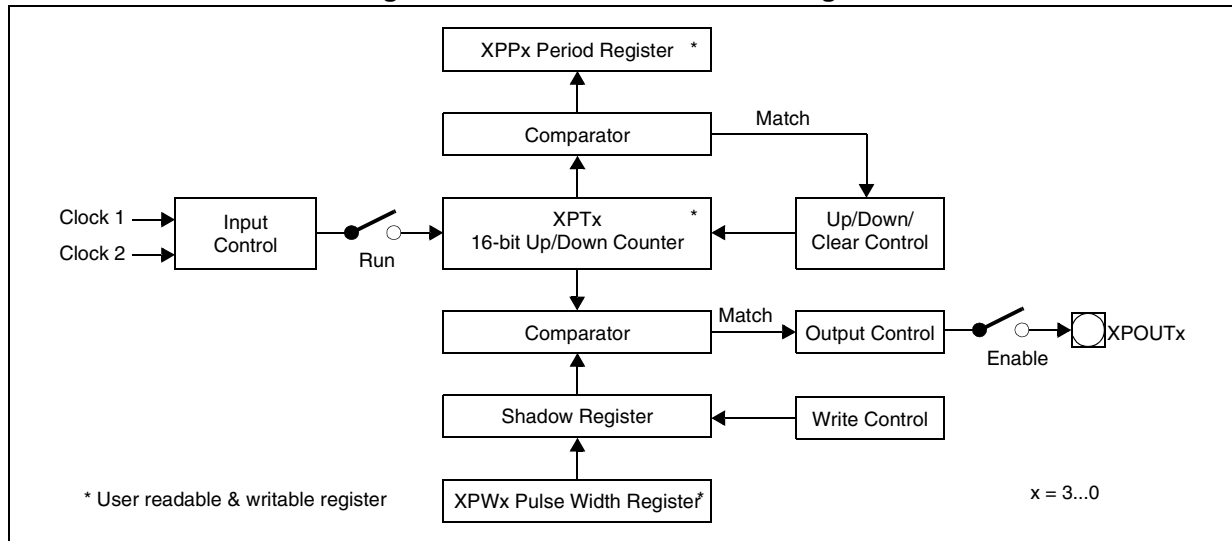 XPPx Period Register *
Comparator
Match
Clock 1
Clock 2
Input
Control
Run
XPTx *
16-bit Up/Down Counter
Up/Down/
Clear Control
Comparator
Match
Output Control
Enable
XPOUTx
Shadow Register
Write Control
* User readable & writable register
XPWx Pulse Width Register*
x = 3...0